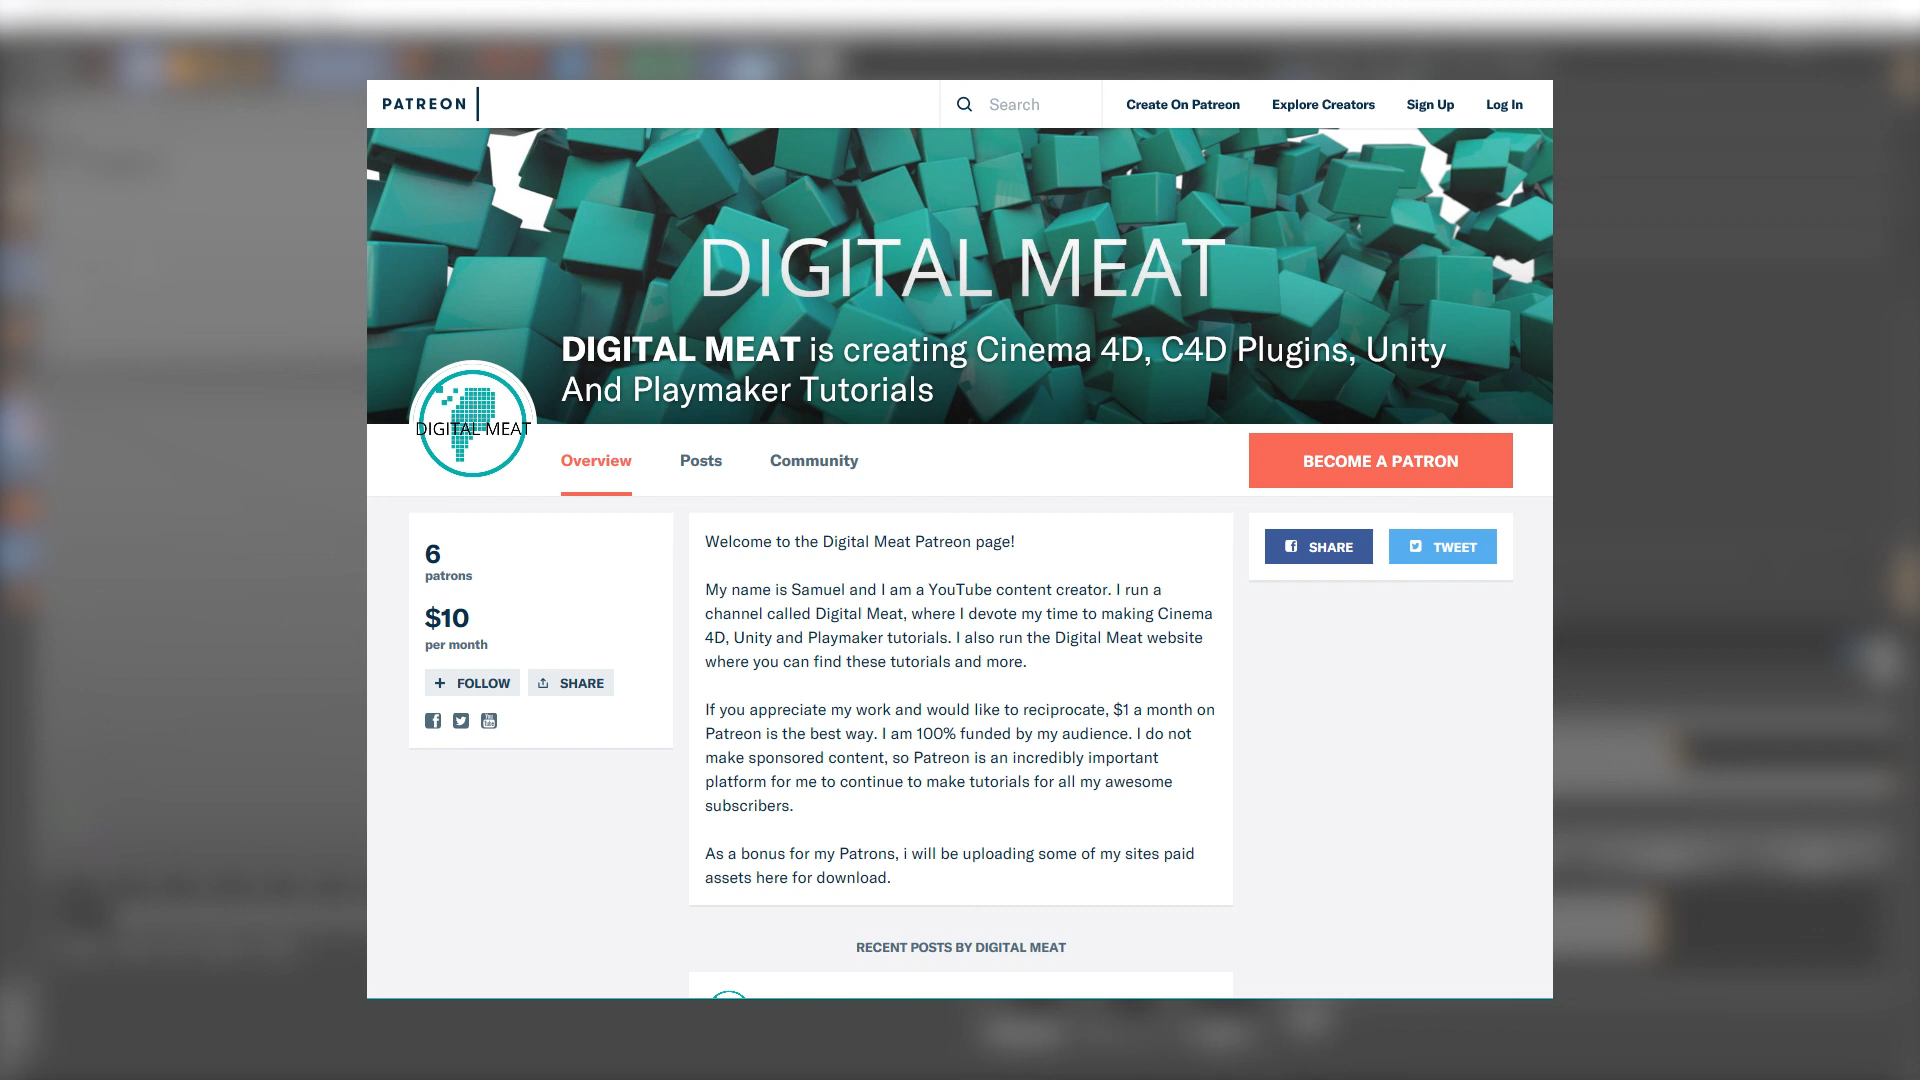 PATREON
Search
Create On Patreon
Explore Creators
Sign Up
Log In
DIGITAL MEAT
DIGITAL MEAT is creating Cinema 4D, C4D Plugins, Unity
And Playmaker Tutorials
DIGITAL MEAT
Overview
Posts
Community
BECOME A PATRON
6
patrons
$10
per month
+ FOLLOW
SHARE
Welcome to the Digital Meat Patreon page!
My name is Samuel and I am a YouTube content creator. I run a
channel called Digital Meat, where I devote my time to making Cinema
4D, Unity and Playmaker tutorials. I also run the Digital Meat website
where you can find these tutorials and more.
If you appreciate my work and would like to reciprocate, $1 a month on
Patreon is the best way. I am 100% funded by my audience. I do not
make sponsored content, so Patreon is an incredibly important
platform for me to continue to make tutorials for all my awesome
subscribers.
As a bonus for my Patrons, i will be uploading some of my sites paid
assets here for download.
SHARE
TWEET
RECENT POSTS BY DIGITAL MEAT